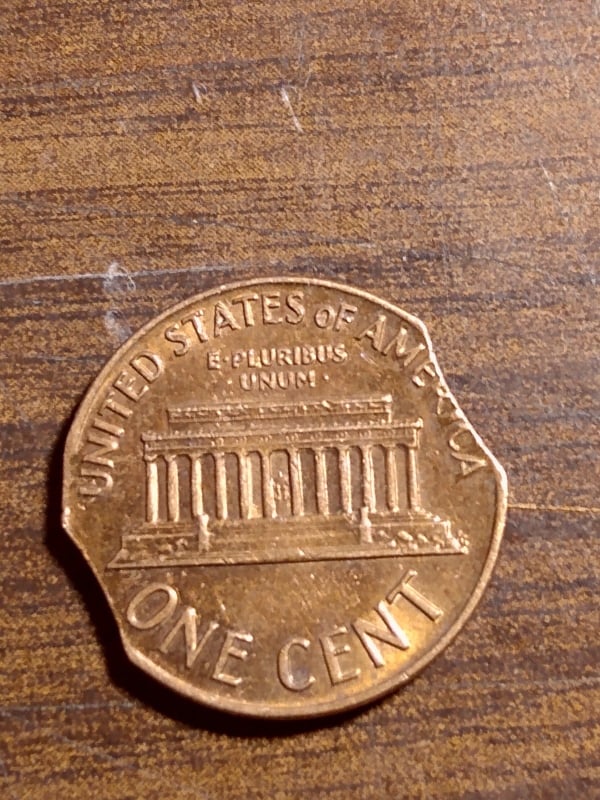 UNITED STATES OF AMERICA
E·PLURIBUS
·UNUM·
ONE CENT